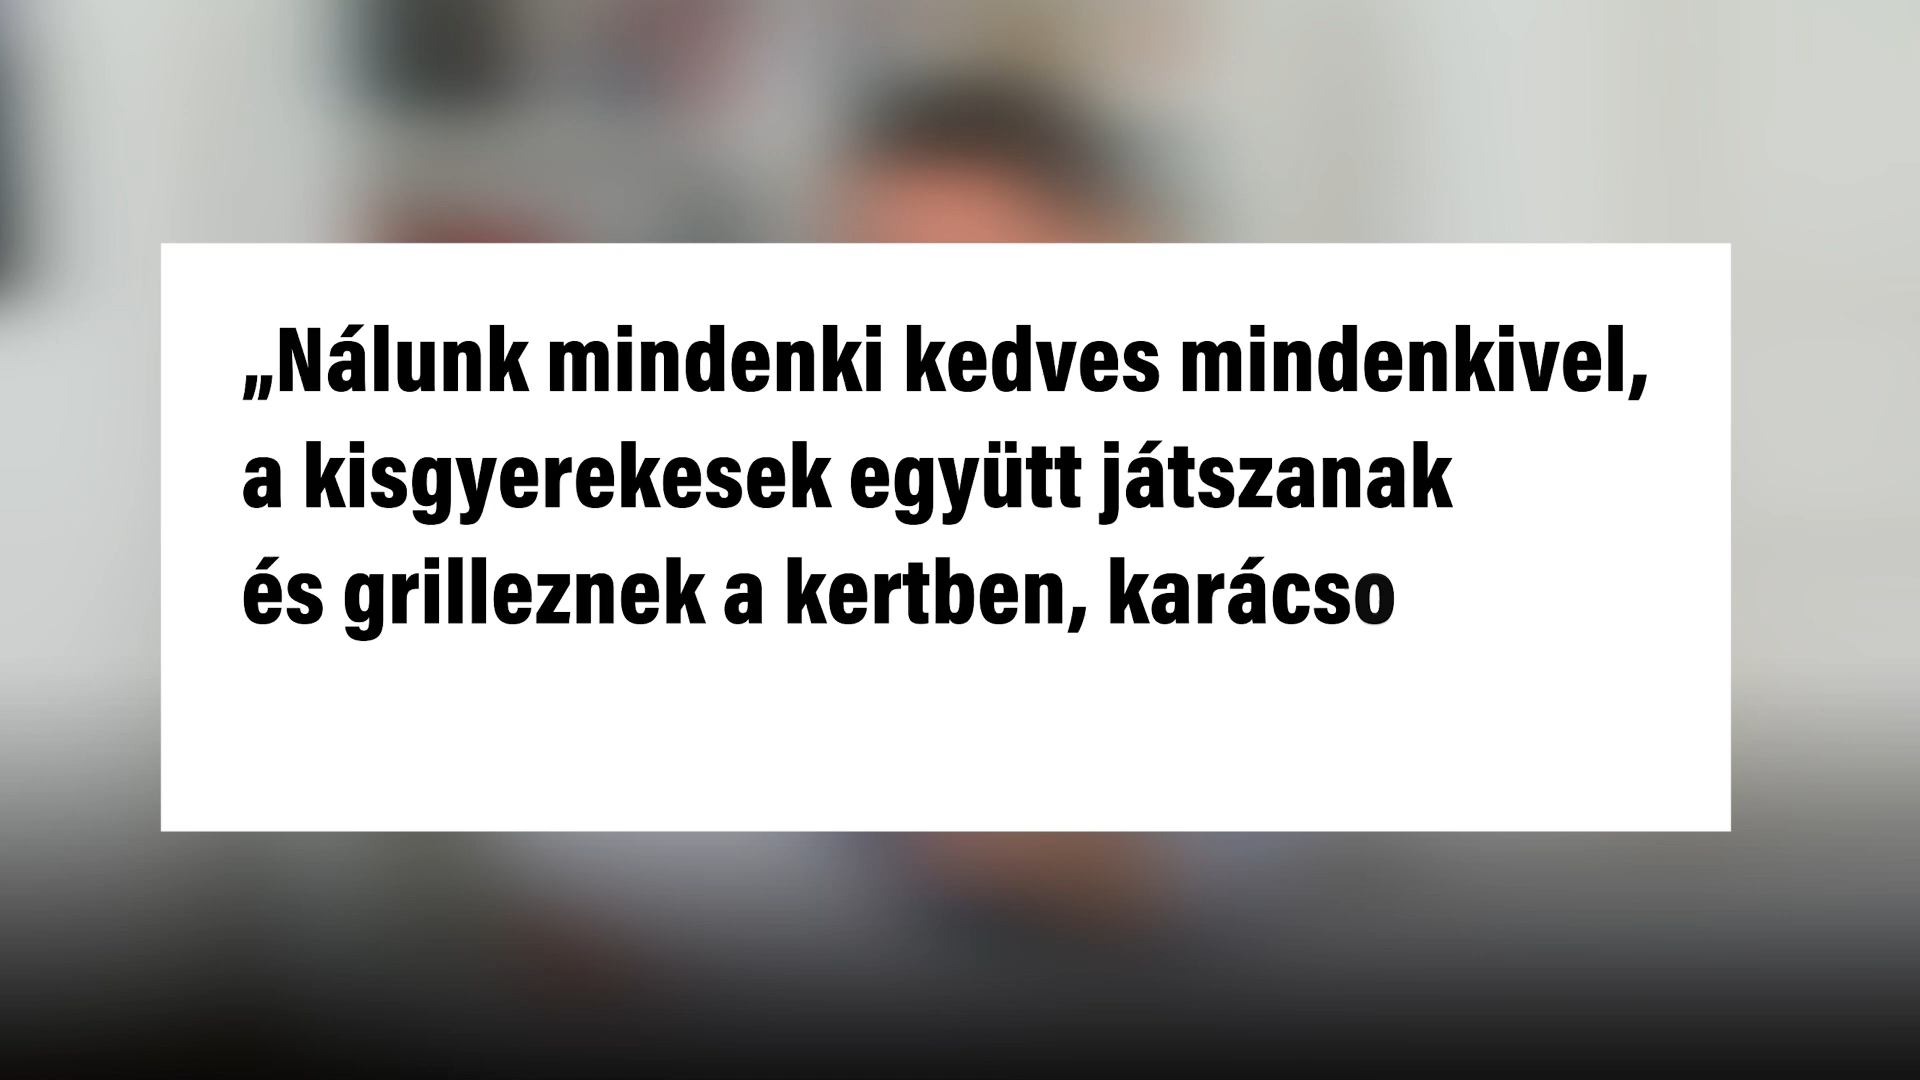 „Nálunk mindenki kedves mindenkivel,
a kisgyerekesek együtt játszanak
és grilleznek a kertben, karácso